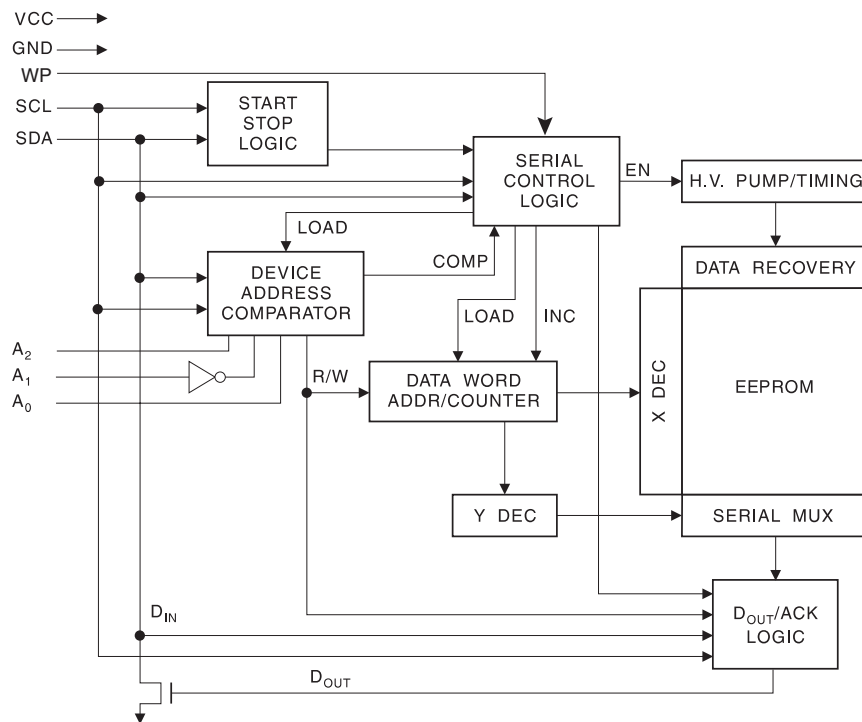 VCC
GND
WP
SCL
SDA
START
STOP
LOGIC
SERIAL
CONTROL
LOGIC
EN
H.V. PUMP/TIMING
LOAD
COMP
DEVICE
ADDRESS
COMPARATOR
DATA RECOVERY
LOAD
INC
A2
A1
A0
R/W
DATA WORD
ADDR/COUNTER
X DEC
EEPROM
Y DEC
SERIAL MUX
DIN
DOUT/ACK
LOGIC
DOUT